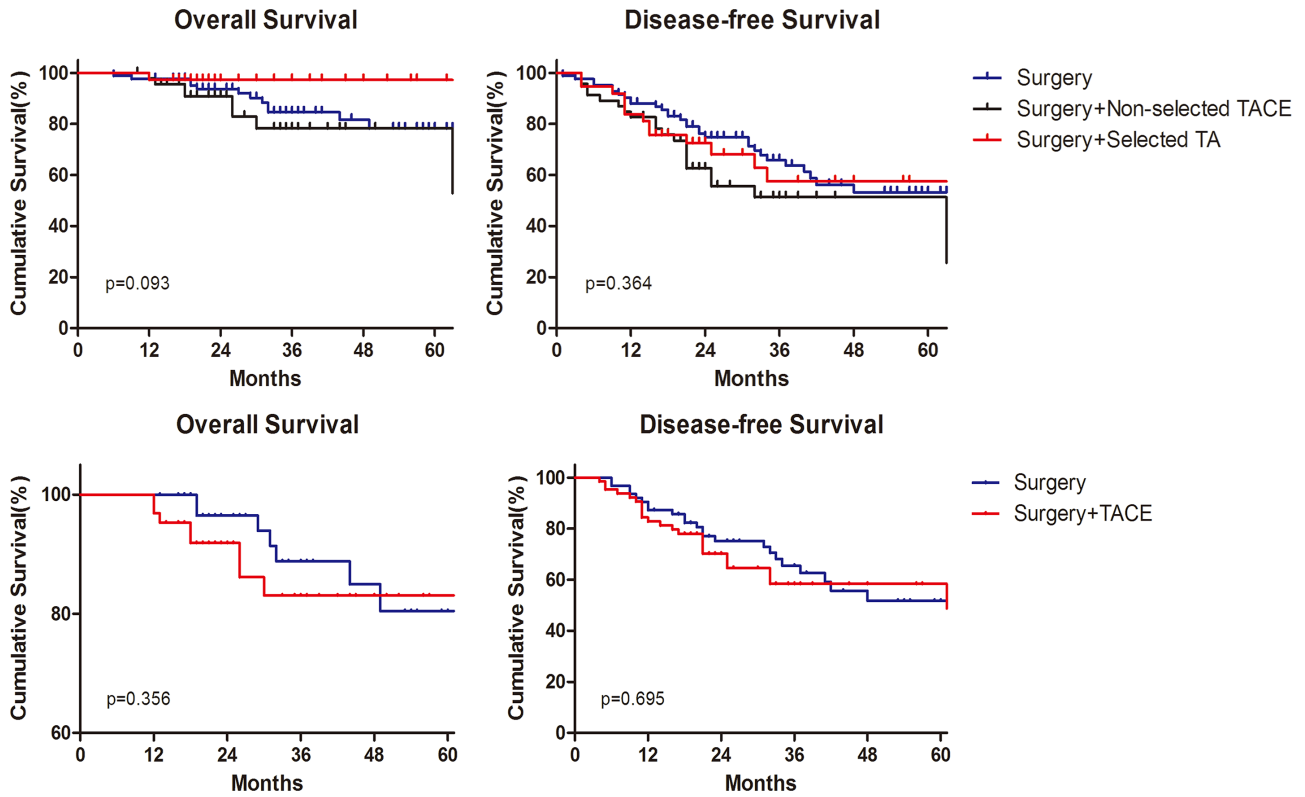 Overall Survival
Cumulative Survival(%)
100
80
60
40
20
0
p=0.093
0 12 24 36 48 60
Months
Disease-free Survival
Cumulative Survival(%)
100
80
60
40
20
0
p=0.364
0 12 24 36 48 60
Months
Surgery
Surgery+Non-selected TACE
Surgery+Selected TA
Overall Survival
Cumulative Survival(%)
100
80
60
p=0.356
0 12 24 36 48 60
Months
Disease-free Survival
Cumulative Survival(%)
100
80
60
40
20
0
p=0.695
0 12 24 36 48 60
Months
Surgery
Surgery+TACE